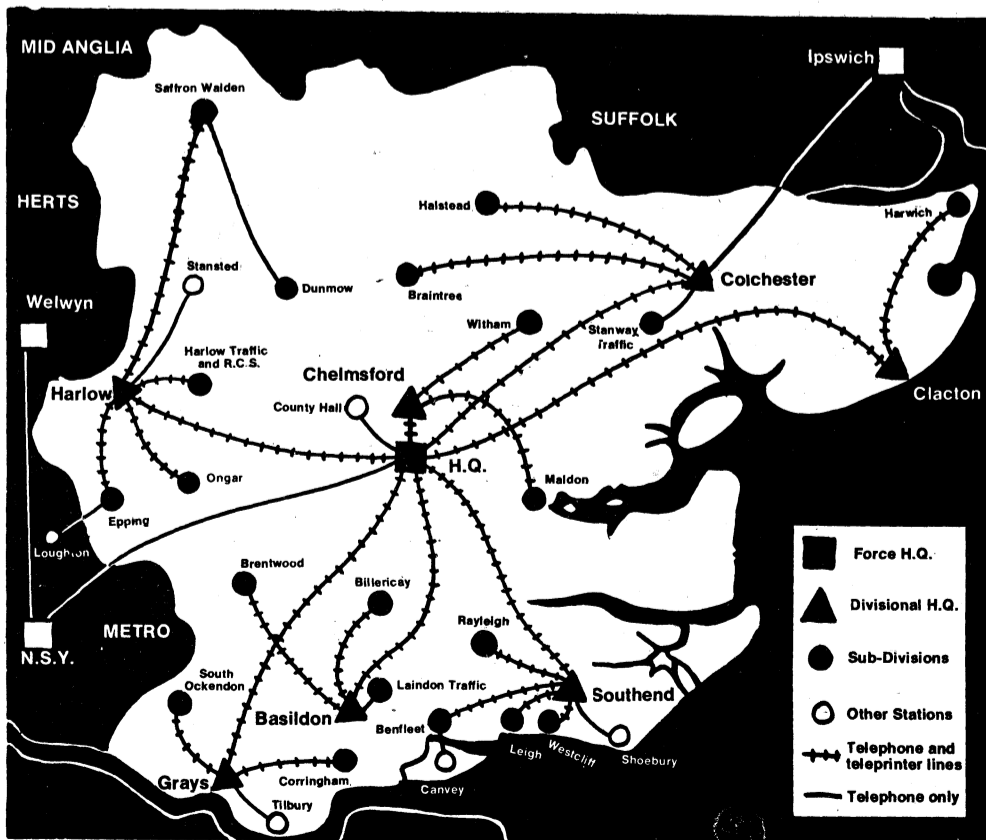 MID ANGLIA
Ipswich
Saffron Walden
SUFFOLK
HERTS
Halstead
Harwich
Stansted
Dunmow
Braintree
Colchester
Welwyn
Witham
Stanway
Traffic
Harlow Traffic
and R.C.S.
Chelmsford
Harlow
County Hall
Clacton
H.Q.
Ongar
Maldon
Epping
Loughton
Brentwood
Billericay
METRO
N.S.Y.
Rayleigh
South
Ockendon
Laindon Traffic
Southend
Basildon
Benfleet
Leigh
Westcliff
Shoebury
Grays
Corringham
Canvey
Tilbury
Force H.Q.
Divisional H.Q.
Sub-Divisions
Other Stations
Telephone and
teleprinter lines
Telephone only